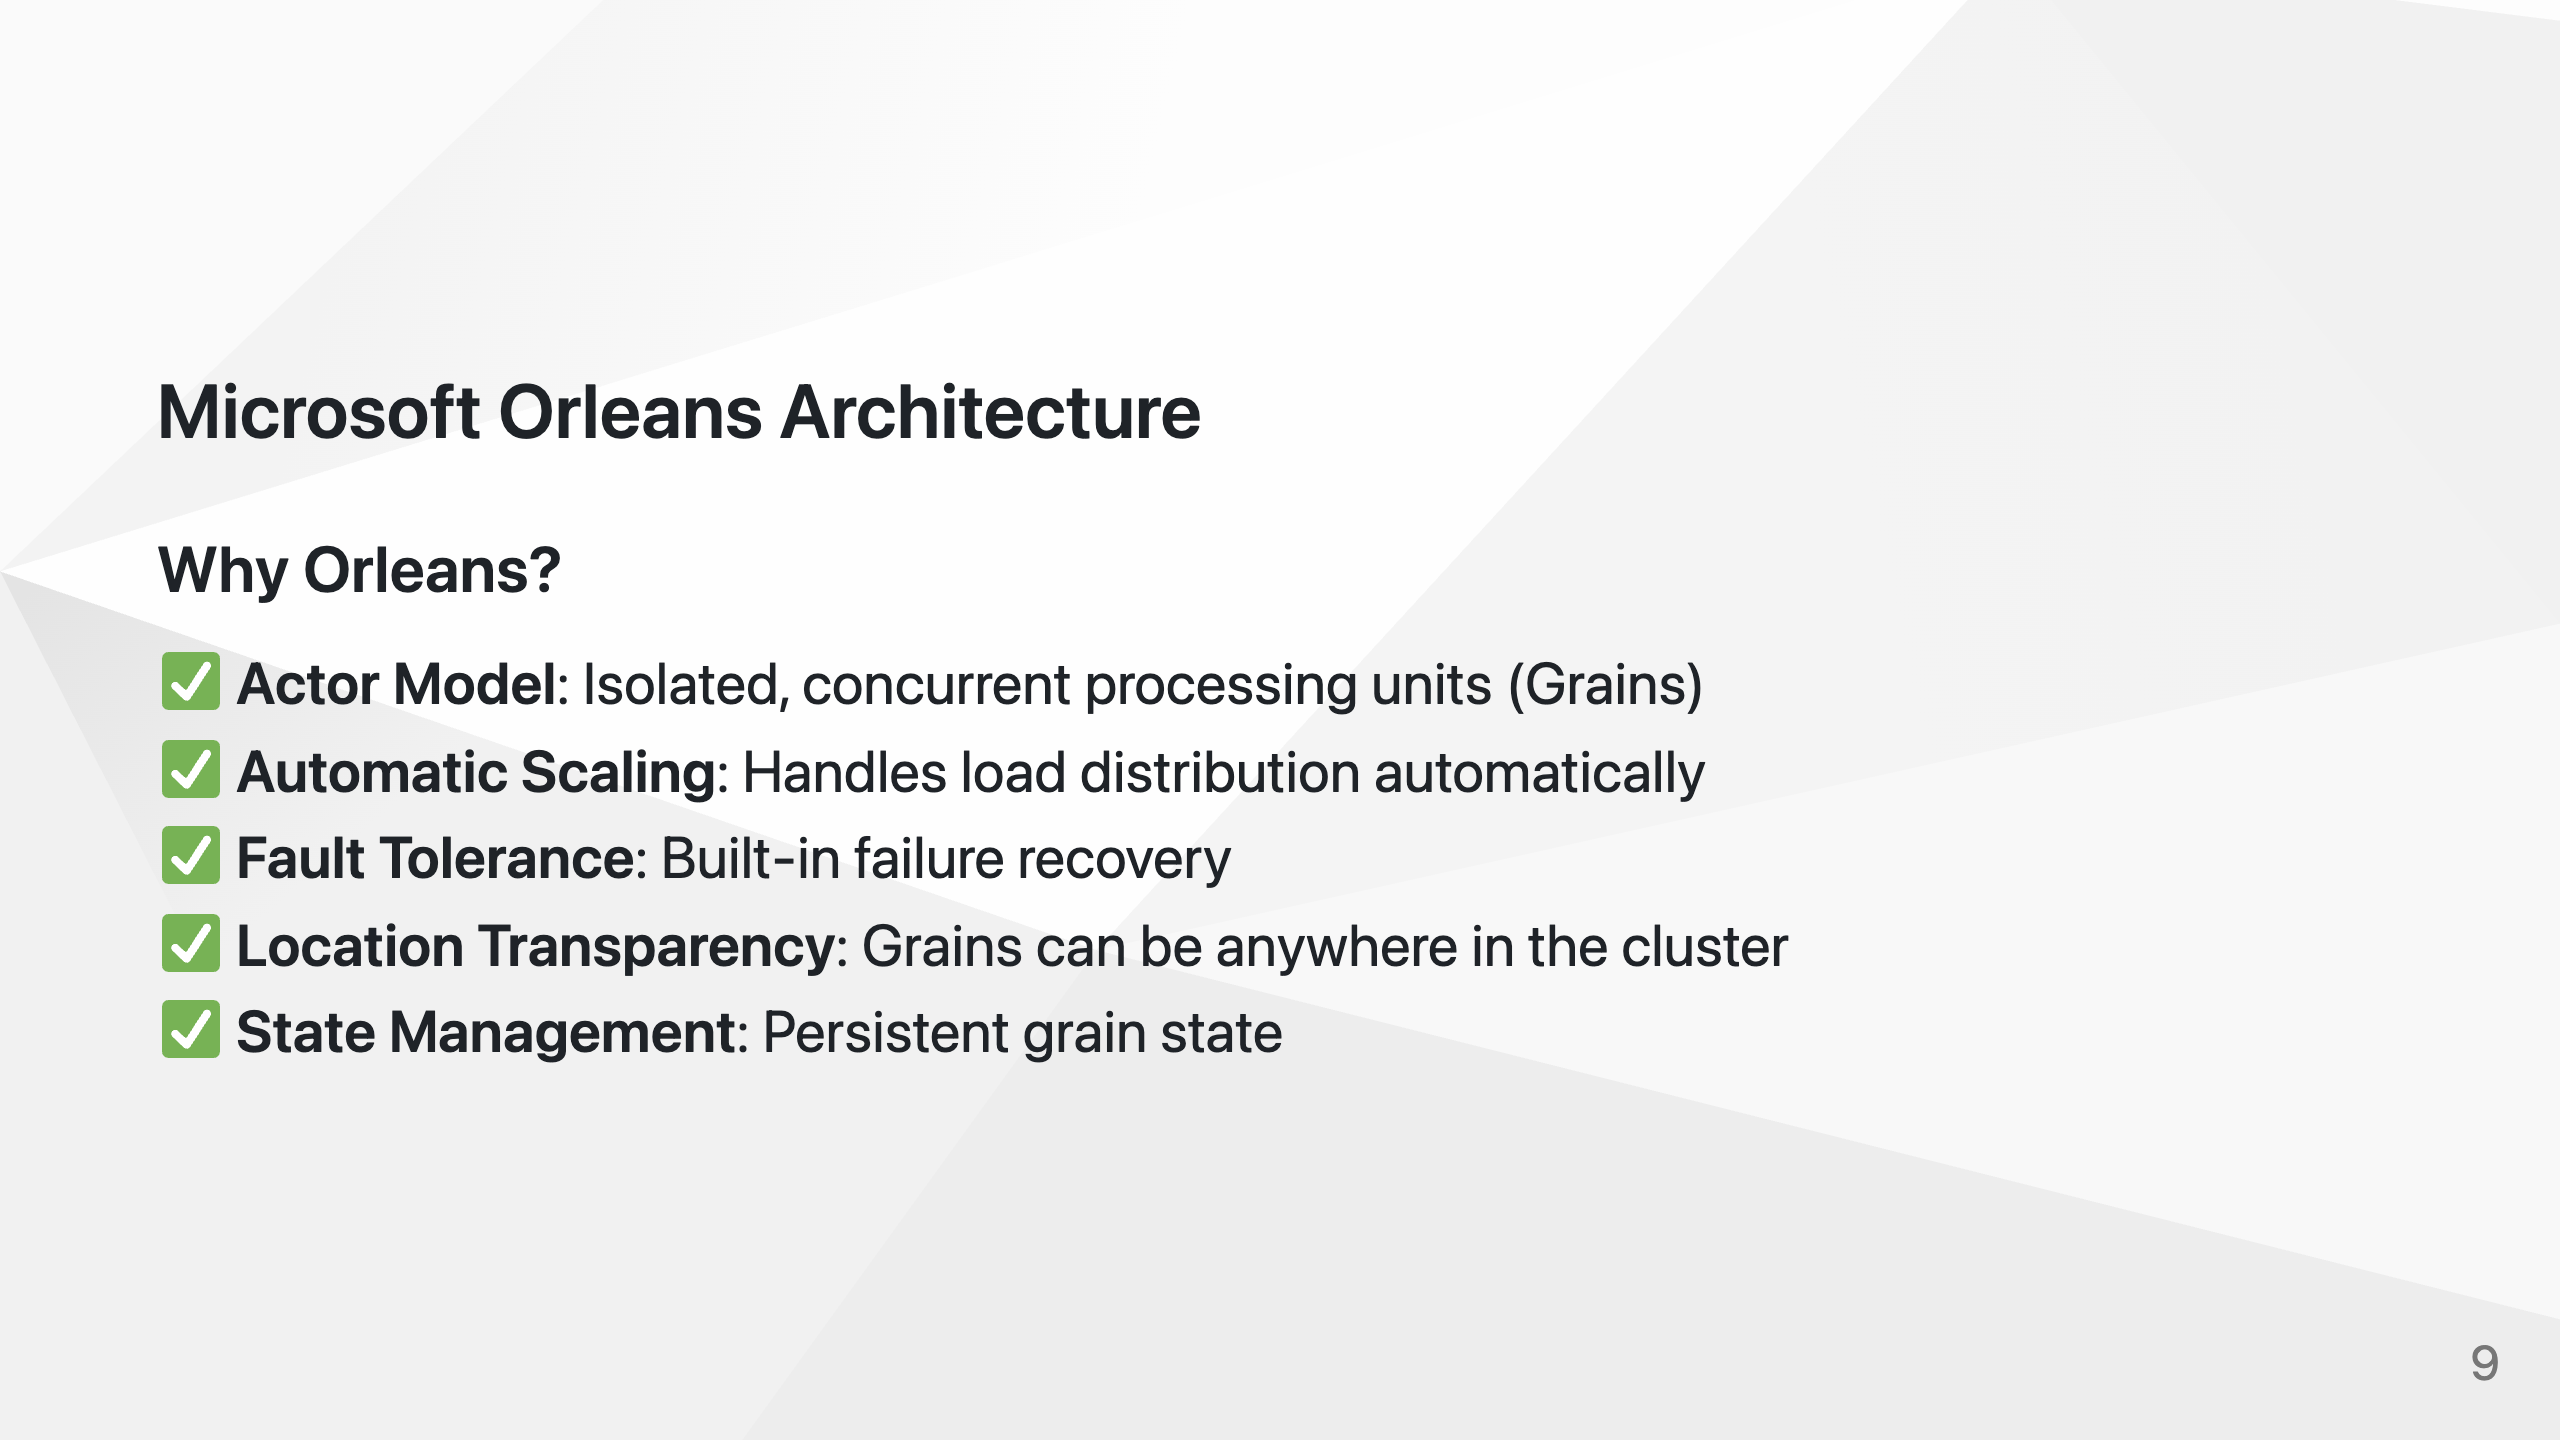 Microsoft Orleans Architecture
Why Orleans?
✅ Actor Model: Isolated, concurrent processing units (Grains)
✅ Automatic Scaling: Handles load distribution automatically
✅ Fault Tolerance: Built-in failure recovery
✅ Location Transparency: Grains can be anywhere in the cluster
✅ State Management: Persistent grain state
9